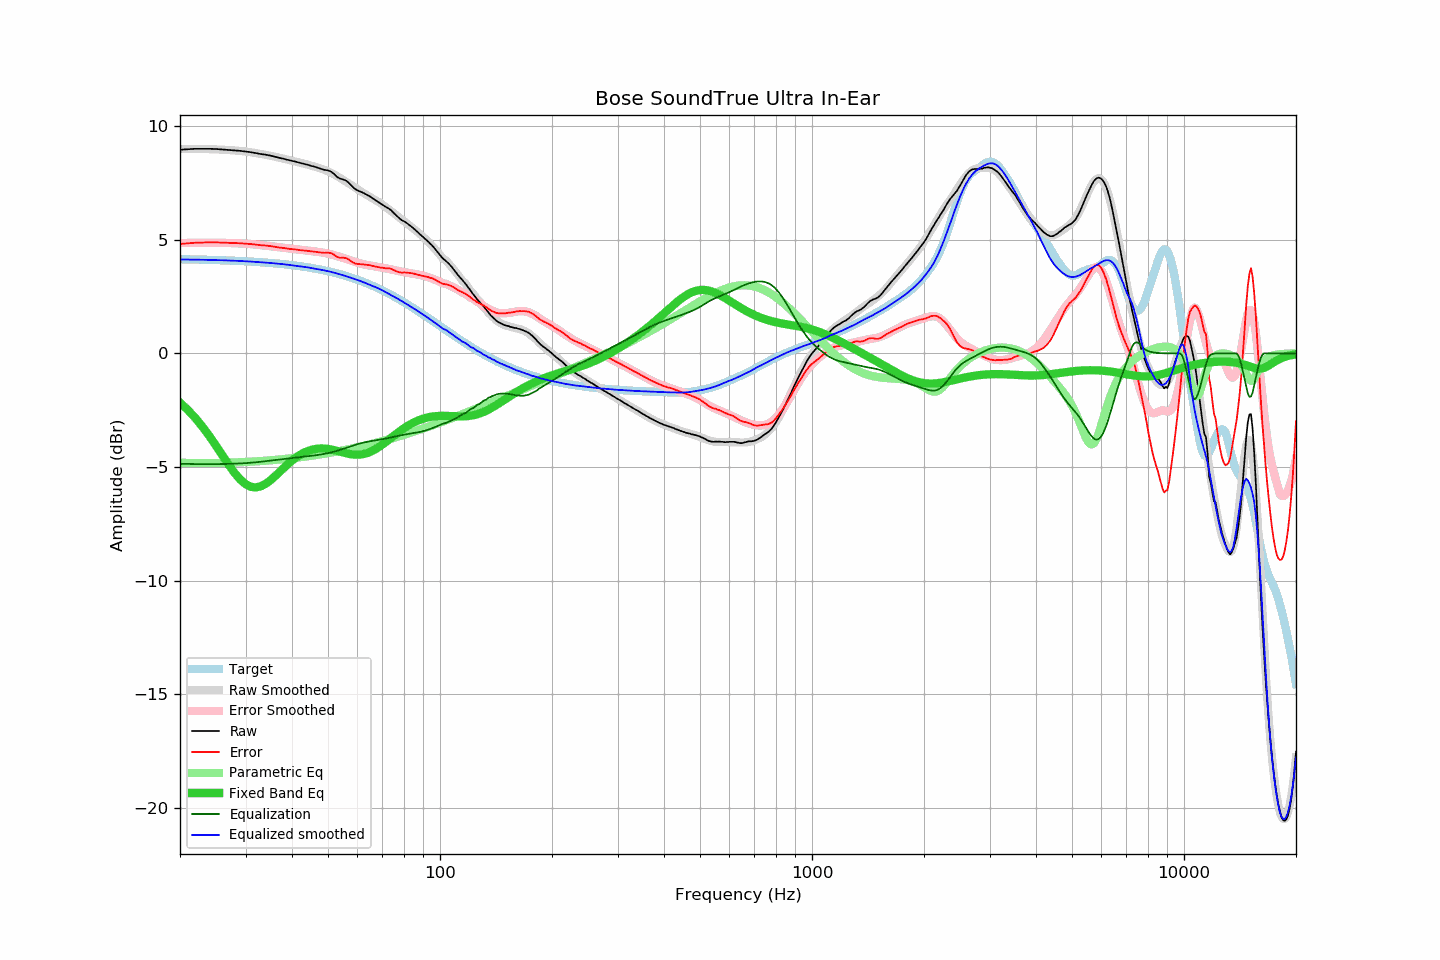 Bose SoundTrue Ultra In-Ear
10
5
0
−5
−10
−15
−20
Amplitude (dBr)
Target
Raw Smoothed
Error Smoothed
Raw
Error
Parametric Eq
Fixed Band Eq
Equalization
Equalized smoothed
100
1000
10000
Frequency (Hz)